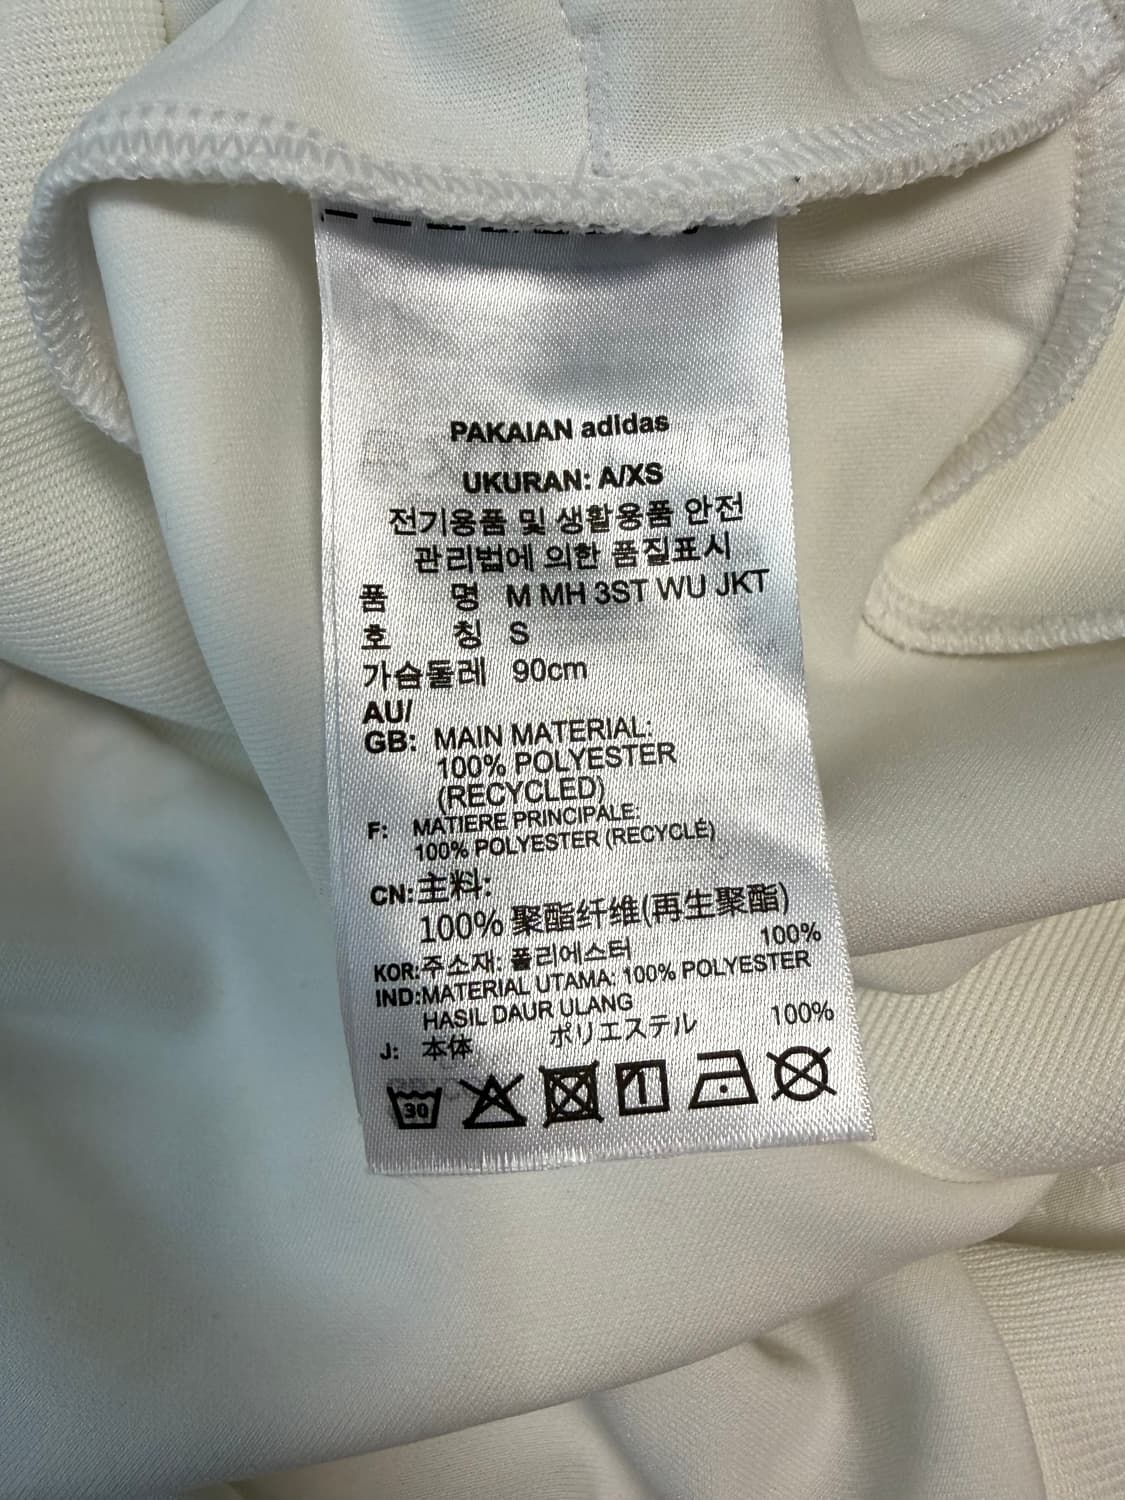 PAKAIAN adidas
UKURAN: A/XS
전기용품 및 생활용품 안전
관리법에 의한 품질표시
품 명 M MH 3ST WU JKT
호 칭 S
가슴둘레 90cm
AU/
GB: MAIN MATERIAL:
100% POLYESTER
(RECYCLED)
F: MATIERE PRINCIPALE:
100% POLYESTER (RECYCLÉ)
CN: 主料:
100% 聚酯纤维(再生聚酯)
KOR: 주소재: 폴리에스터 100%
IND: MATERIAL UTAMA: 100% POLYESTER
HASIL DAUR ULANG
J: 本体 ポリエステル 100%
30
1